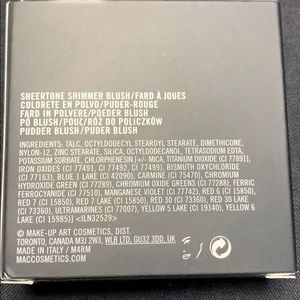 SHEERTONE SHIMMER BLUSH/FARD À JOUES
COLORETE EN POLVO/PUDER-ROUGE
FARD IN POLVERE/POEDER BLUSH
PÓ BLUSH/POUZ/RÓŻ DO POLICZKÓW
PUDDER BLUSH/PUDER BLUSH
INGREDIENTS: TALC, OCTYLDODECYL STEAROYL STEARATE, DIMETHICONE,
NYLON-12, ZINC STEARATE, SILICA, OCTYLDODECANOL, TETRASODIUM EDTA,
POTASSIUM SORBATE, CHLORPHENESIN [+/- MICA, TITANIUM DIOXIDE (CI 77891),
IRON OXIDES (CI 77491), (CI 77492), (CI 77499), BISMUTH OXYCHLORIDE
(CI 77163), BLUE 1 LAKE (CI 42090), CARMINE (CI 75470), CHROMIUM
HYDROXIDE GREEN (CI 77289), CHROMIUM OXIDE GREENS (CI 77288), FERRIC
FERROCYANIDE (CI 77510), MANGANESE VIOLET (CI 77742), RED 6 (CI 15850),
RED 7 (CI 15850), RED 7 LAKE (CI 15850), RED 30 (CI 73360), RED 30 LAKE
(CI 73360), ULTRAMARINES (CI 77007), YELLOW 5 LAKE (CI 19140), YELLOW 6
LAKE (CI 15985)] <ILN32529>
© MAKE-UP ART COSMETICS, DIST.
TORONTO, CANADA M3J 2W3, WLB LTD, GU32 3DD, UK
MADE IN ITALY / M4RM
MACCOSMETICS.COM